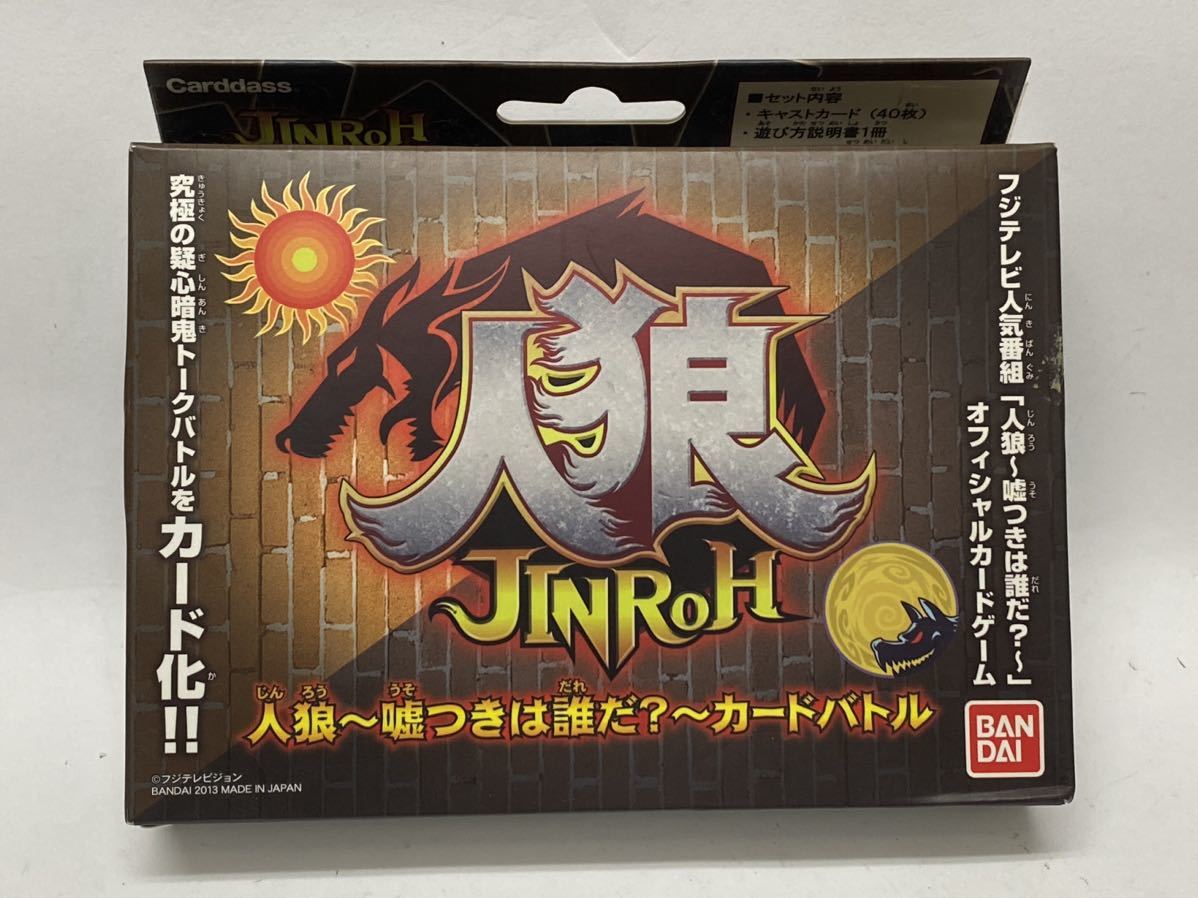 Carddass
JINRoH
■セット内容
・キャストカード（40枚）
・遊び方説明書1冊
フジテレビ人気番組「人狼～嘘つきは誰だ？～」
オフィシャルカードゲーム
究極の疑心暗鬼トークバトルをカード化!!
人狼
JINRoH
人狼～嘘つきは誰だ？～カードバトル
BAN
DAI
©フジテレビジョン
BANDAI 2013 MADE IN JAPAN